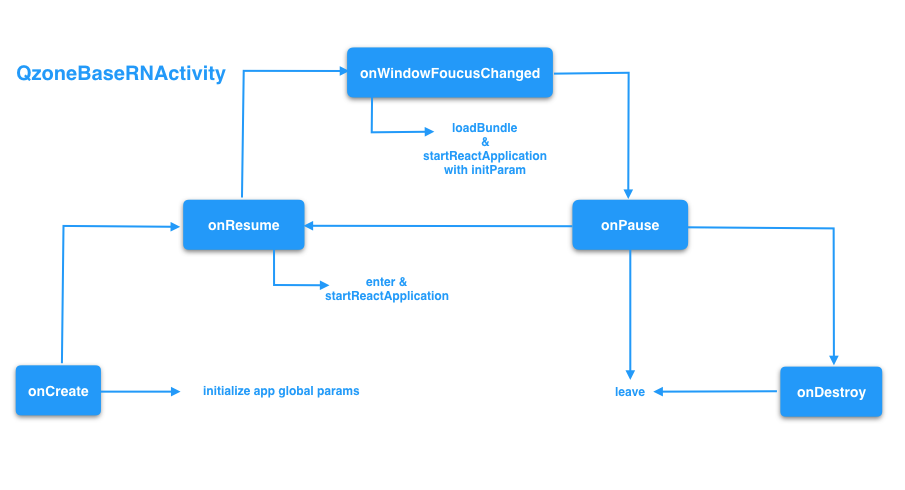 QzoneBaseRNActivity
onWindowFoucusChanged
loadBundle
&
startReactApplication
with initParam
onResume
onPause
enter &
startReactApplication
onCreate
initialize app global params
leave
onDestroy